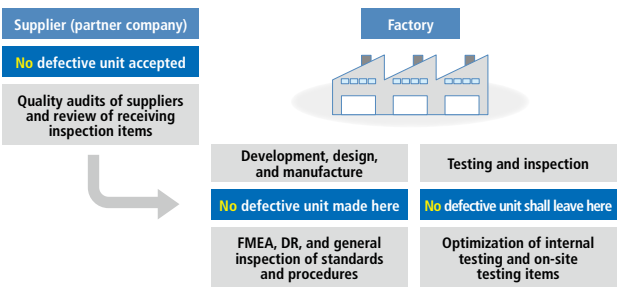 Supplier (partner company)
No defective unit accepted
Quality audits of suppliers
and review of receiving
inspection items
Factory
Development, design,
and manufacture
No defective unit made here
FMEA, DR, and general
inspection of standards
and procedures
Testing and inspection
No defective unit shall leave here
Optimization of internal
testing and on-site
testing items